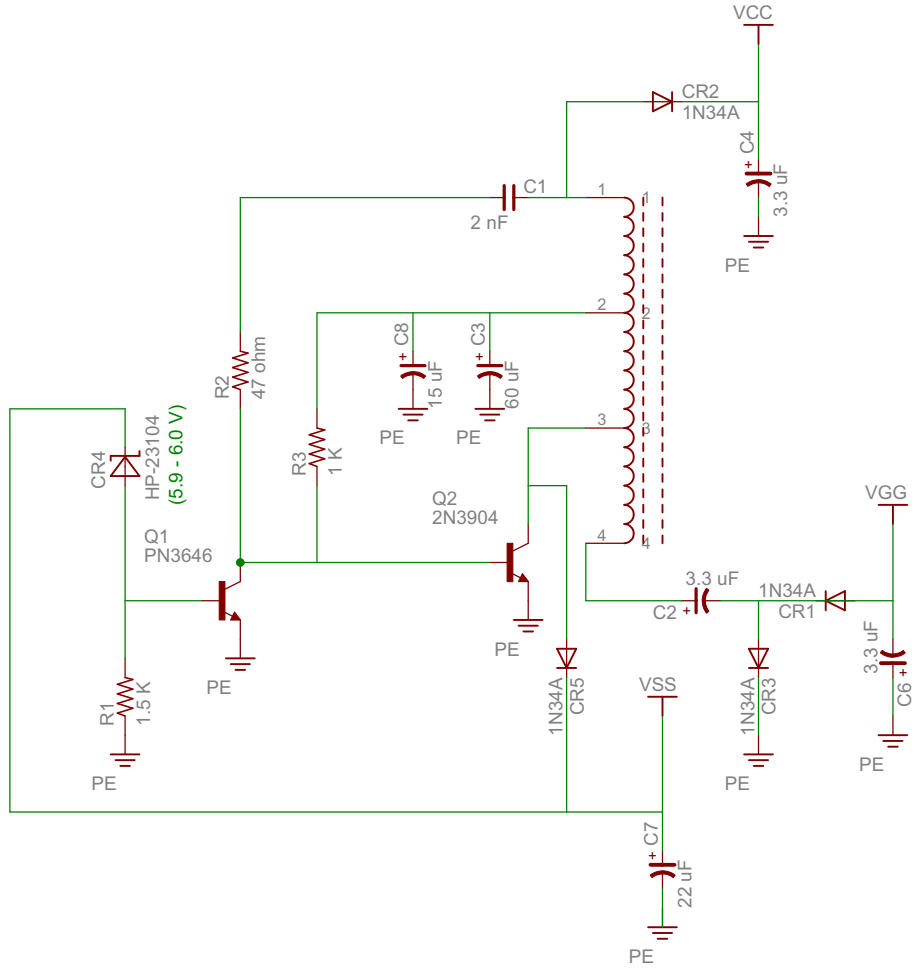 VCC
CR2
1N34A
C4
+
3.3 uF
PE
C1
2 nF
1
1
2
2
3
3
4
4
R2
47 ohm
C8
+
15 uF
PE
C3
+
60 uF
PE
CR4
HP-23104
(5.9 - 6.0 V)
R3
1 K
Q1
PN3646
PE
Q2
2N3904
PE
R1
1.5 K
PE
3.3 uF
C2
+
1N34A
CR1
VGG
3.3 uF
+
C6
PE
1N34A
CR3
PE
1N34A
CR5
VSS
C7
+
22 uF
PE